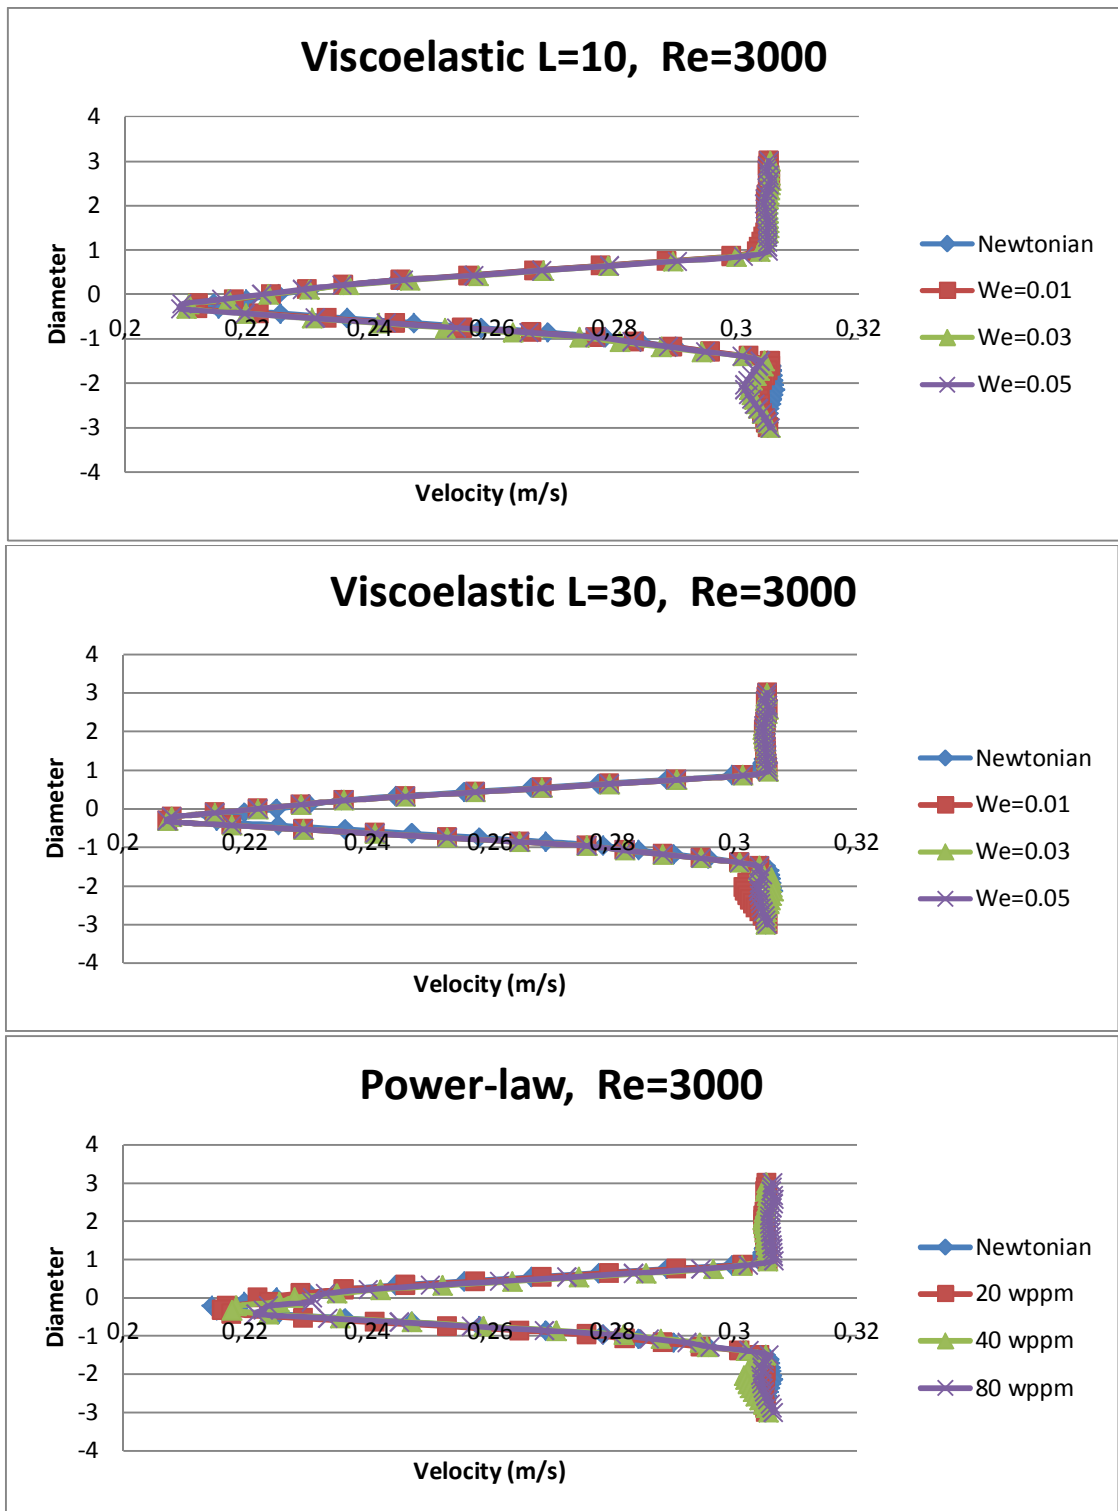 Viscoelastic L=10, Re=3000
4
3
2
1
0
-1
-2
-3
-4
Diameter
0,2 0,22 0,24 0,26 0,28 0,3 0,32
Velocity (m/s)
Newtonian
We=0.01
We=0.03
We=0.05
Viscoelastic L=30, Re=3000
4
3
2
1
0
-1
-2
-3
-4
Diameter
0,2 0,22 0,24 0,26 0,28 0,3 0,32
Velocity (m/s)
Newtonian
We=0.01
We=0.03
We=0.05
Power-law, Re=3000
4
3
2
1
0
-1
-2
-3
-4
Diameter
0,2 0,22 0,24 0,26 0,28 0,3 0,32
Velocity (m/s)
Newtonian
20 wppm
40 wppm
80 wppm